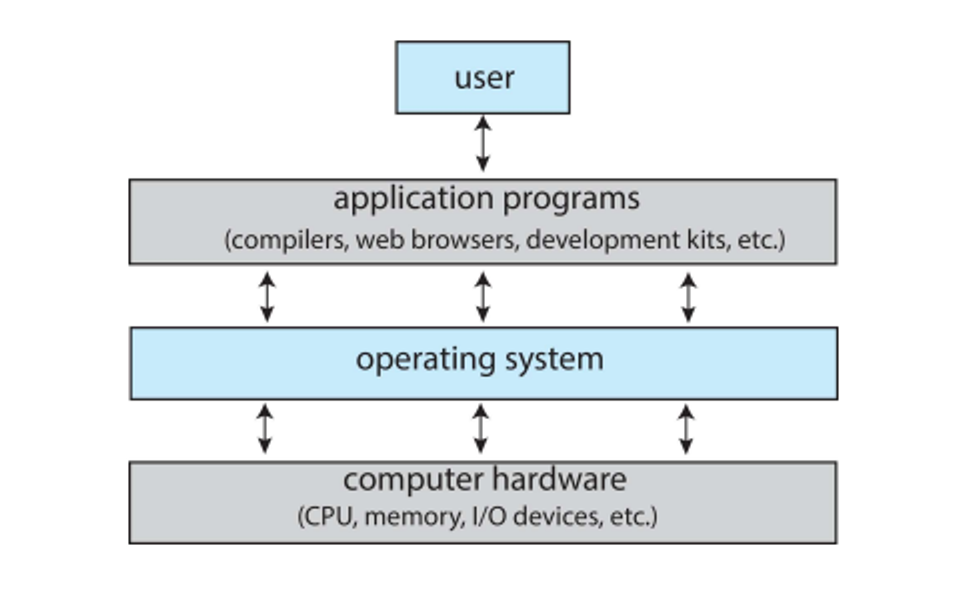 user
application programs
(compilers, web browsers, development kits, etc.)
operating system
computer hardware
(CPU, memory, I/O devices, etc.)